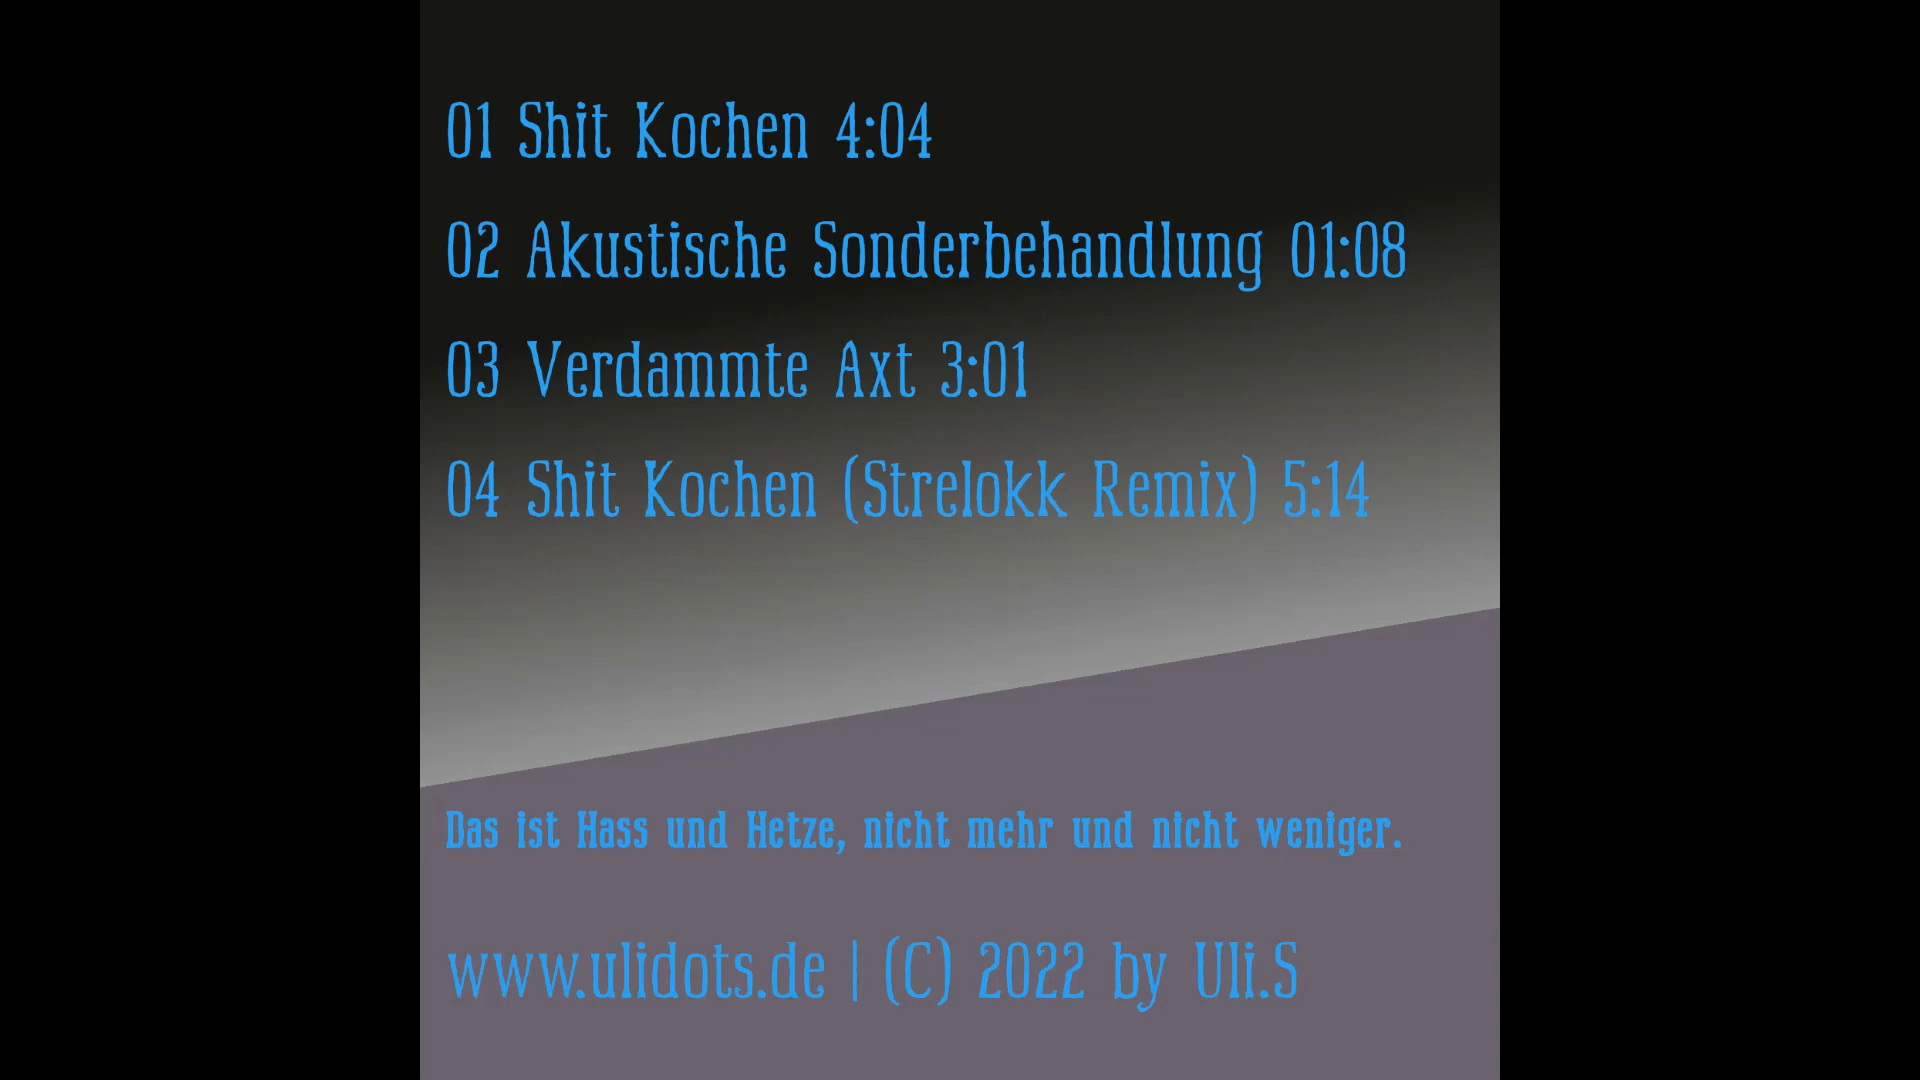 01 Shit Kochen 4:04
02 Akustische Sonderbehandlung 01:08
03 Verdammte Axt 3:01
04 Shit Kochen (Strelokk Remix) 5:14
Das ist Hass und Hetze, nicht mehr und nicht weniger.
www.ulidots.de | (C) 2022 by Uli.S